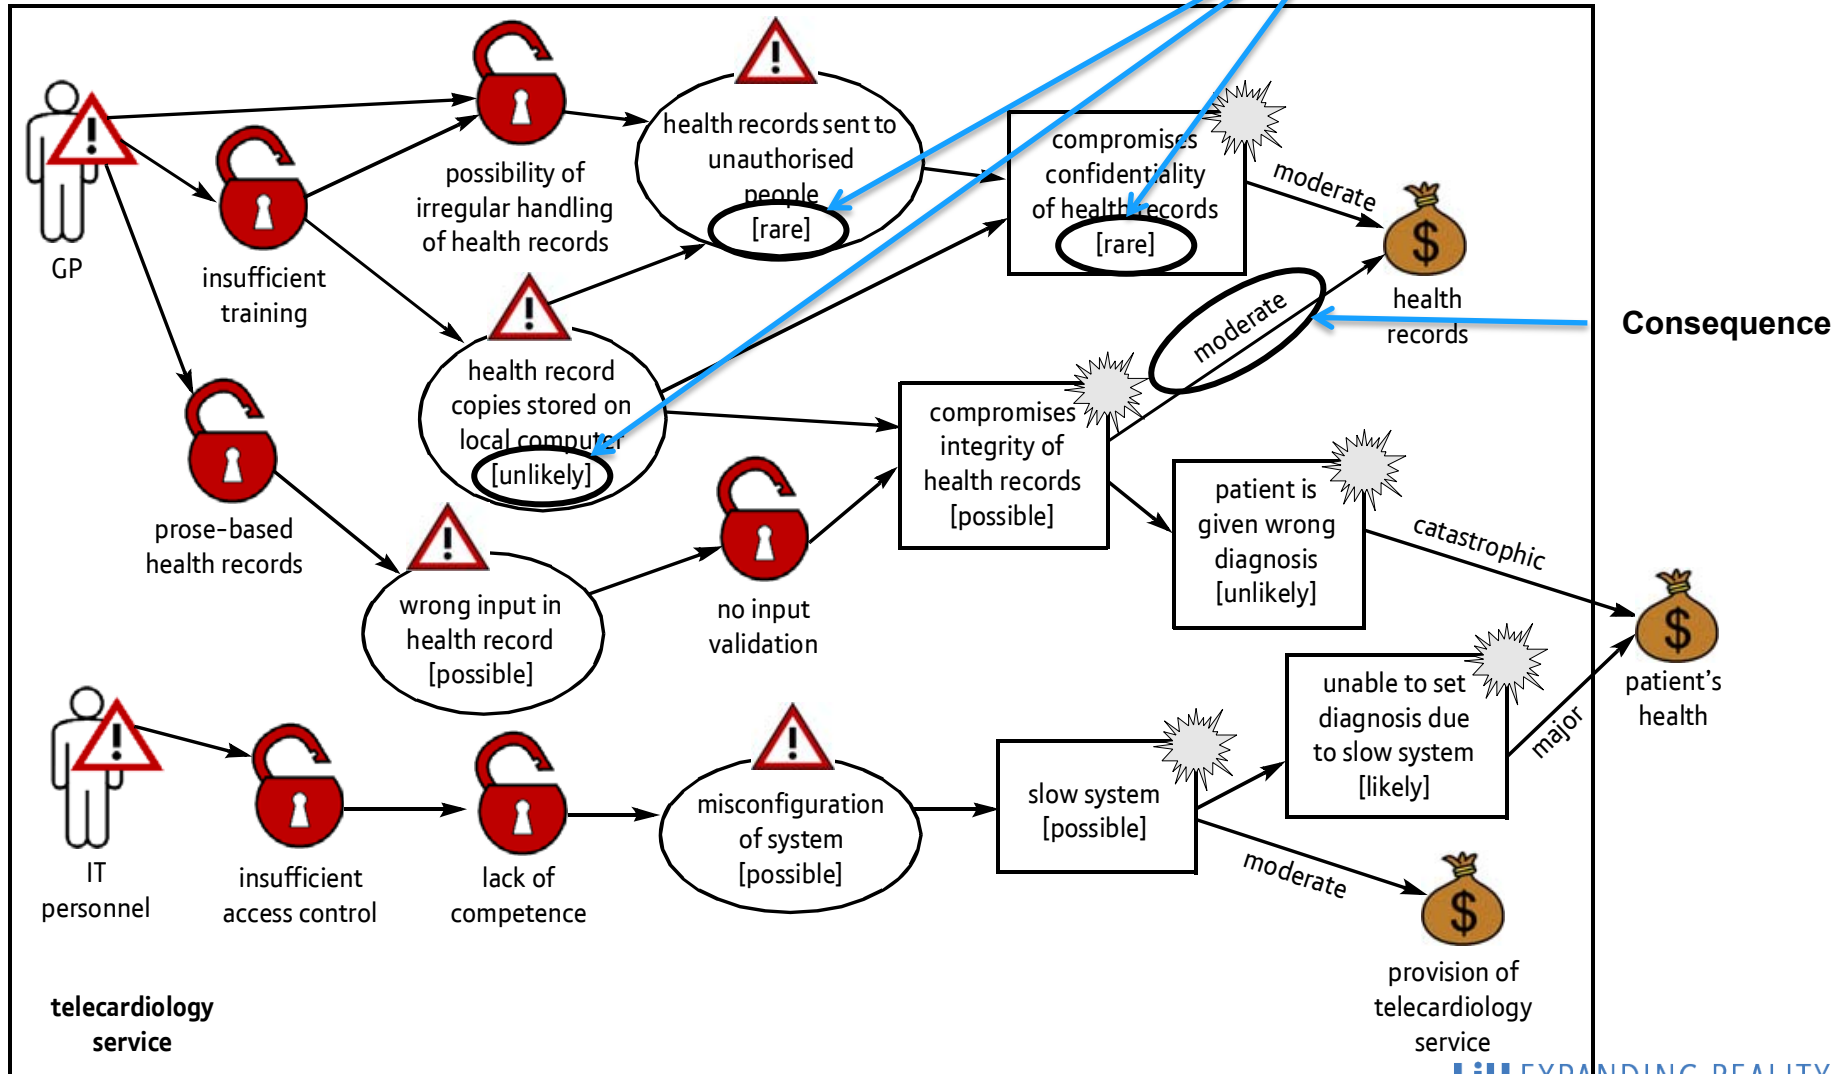 health records sent to
unauthorised
people
[rare]
compromises
confidentiality
of health records
[rare]
moderate
possibility of
irregular handling
of health records
GP
insufficient
training
health
records
Consequence
moderate
health record
copies stored on
local computer
[unlikely]
compromises
integrity of
health records
[possible]
patient is
given wrong
diagnosis
[unlikely]
catastrophic
prose-based
health records
wrong input in
health record
[possible]
no input
validation
unable to set
diagnosis due
to slow system
[likely]
major
patient's
health
misconfiguration
of system
[possible]
slow system
[possible]
moderate
IT
personnel
insufficient
access control
lack of
competence
provision of
telecardiology
service
telecardiology
service
EXPANDING REALITY